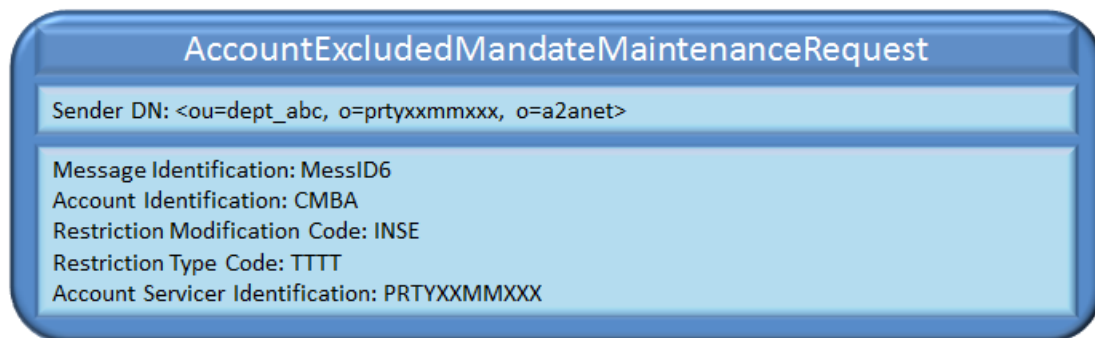 AccountExcludedMandateMaintenanceRequest
Sender DN: <ou=dept_abc, o=prtyxxmmxxx, o=a2anet>
Message Identification: MessID6
Account Identification: CMBA
Restriction Modification Code: INSE
Restriction Type Code: TTTT
Account Servicer Identification: PRTYXXMMXXX